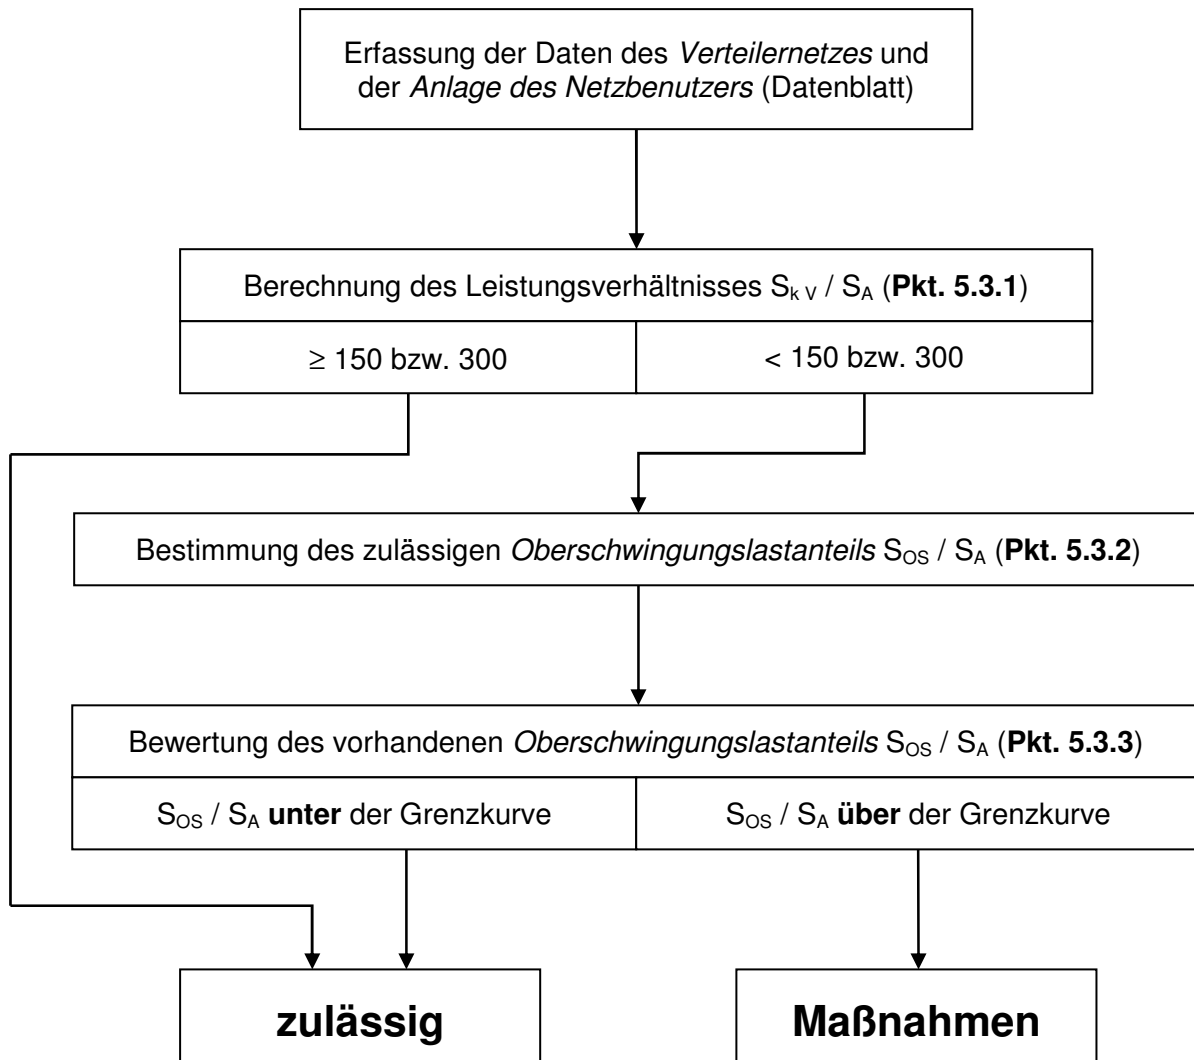 Erfassung der Daten des Verteilernetzes und
der Anlage des Netzbenutzers (Datenblatt)
Berechnung des Leistungsverhältnisses Sk V / SA (Pkt. 5.3.1)
≥ 150 bzw. 300
< 150 bzw. 300
Bestimmung des zulässigen Oberschwingungslastanteils SOS / SA (Pkt. 5.3.2)
Bewertung des vorhandenen Oberschwingungslastanteils SOS / SA (Pkt. 5.3.3)
SOS / SA unter der Grenzkurve
SOS / SA über der Grenzkurve
zulässig
Maßnahmen